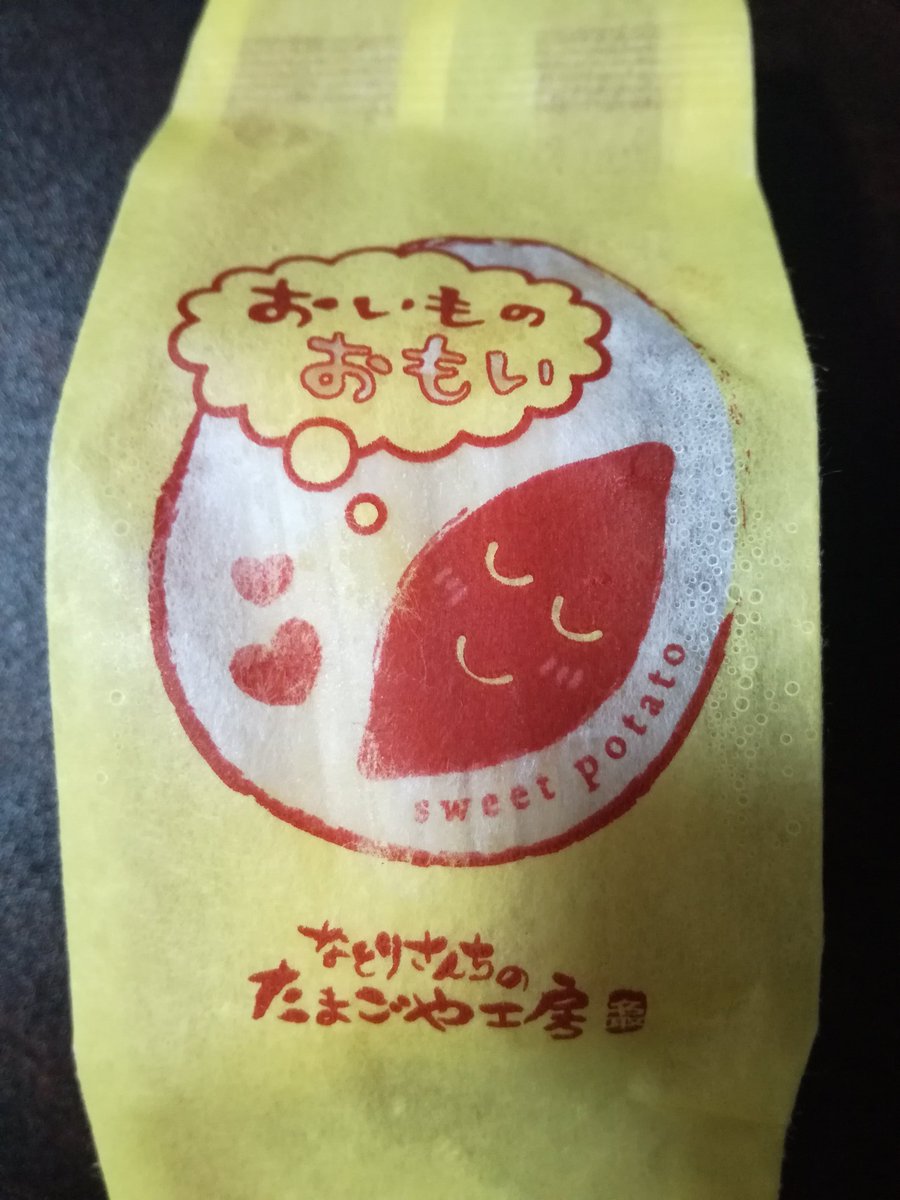 おーいもの
おもい
sweet potato
なとりさんちの
たまごや工房